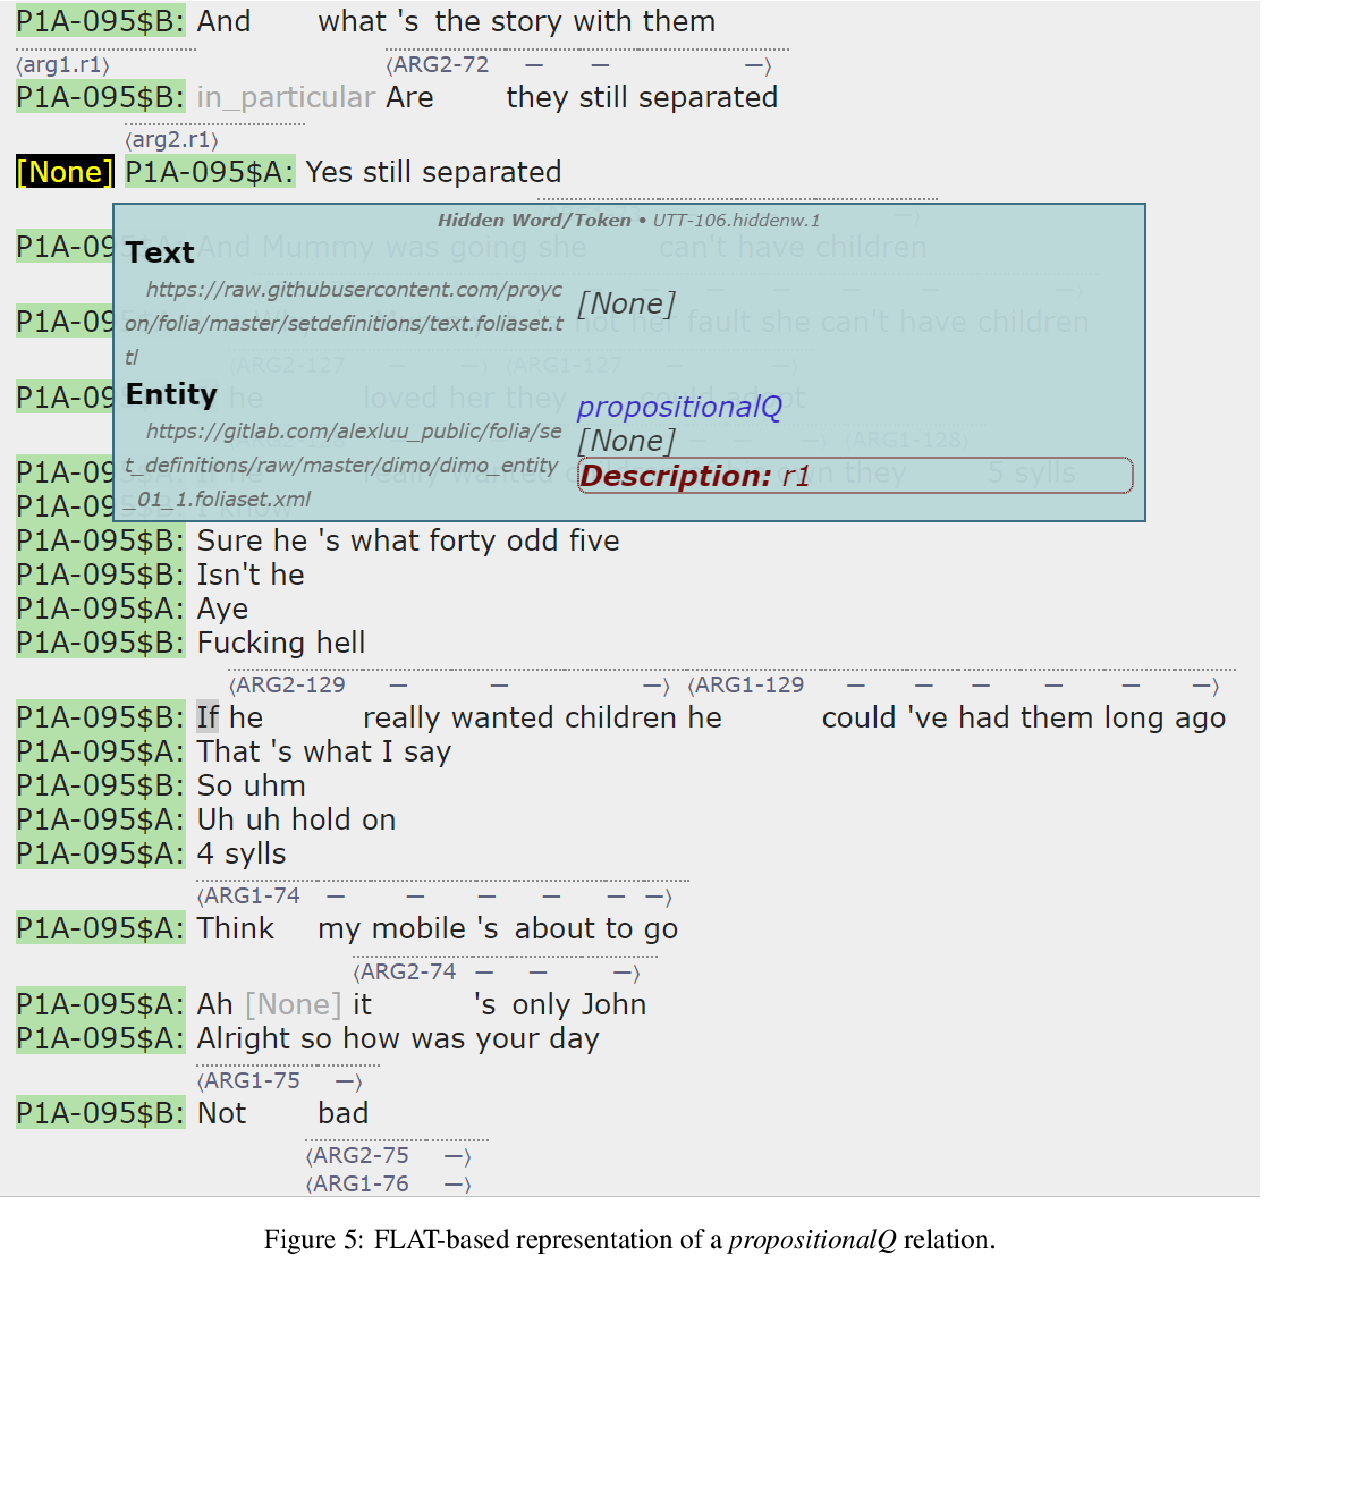 P1A-095$B: And what 's the story with them
⟨arg1.r1⟩ ⟨ARG2-72 — — —⟩
P1A-095$B: in_particular Are they still separated
⟨arg2.r1⟩
[None] P1A-095$A: Yes still separated
Hidden Word/Token • UTT-106.hiddenw.1
—⟩
P1A-09 And Mummy was going she can't have children
Text
https://raw.githubusercontent.com/proyc
on/folia/master/setdefinitions/text.foliaset.t
tl
[None]
P1A-09 not her fault she can't have children
⟨ARG2-127 — —⟩ ⟨ARG1-127 — —⟩
P1A-09 he loved her they could adopt
Entity
https://gitlab.com/alexluu_public/folia/se
t_definitions/raw/master/dimo/dimo_entity
_01_1.foliaset.xml
propositionalQ
[None]
Description: r1
— — —⟩ ⟨ARG1-128⟩
P1A-09 If he really wanted children own they 5 sylls
P1A-09 I know
P1A-095$B: Sure he 's what forty odd five
P1A-095$B: Isn't he
P1A-095$A: Aye
P1A-095$B: Fucking hell
⟨ARG2-129 — — —⟩ ⟨ARG1-129 — — — — — —⟩
P1A-095$B: If he really wanted children he could 've had them long ago
P1A-095$A: That 's what I say
P1A-095$B: So uhm
P1A-095$A: Uh uh hold on
P1A-095$A: 4 sylls
⟨ARG1-74 — — — — — —⟩
P1A-095$A: Think my mobile 's about to go
⟨ARG2-74 — — —⟩
P1A-095$A: Ah [None] it 's only John
P1A-095$A: Alright so how was your day
⟨ARG1-75 —⟩
P1A-095$B: Not bad
⟨ARG2-75 —⟩
⟨ARG1-76 —⟩
Figure 5: FLAT-based representation of a propositionalQ relation.